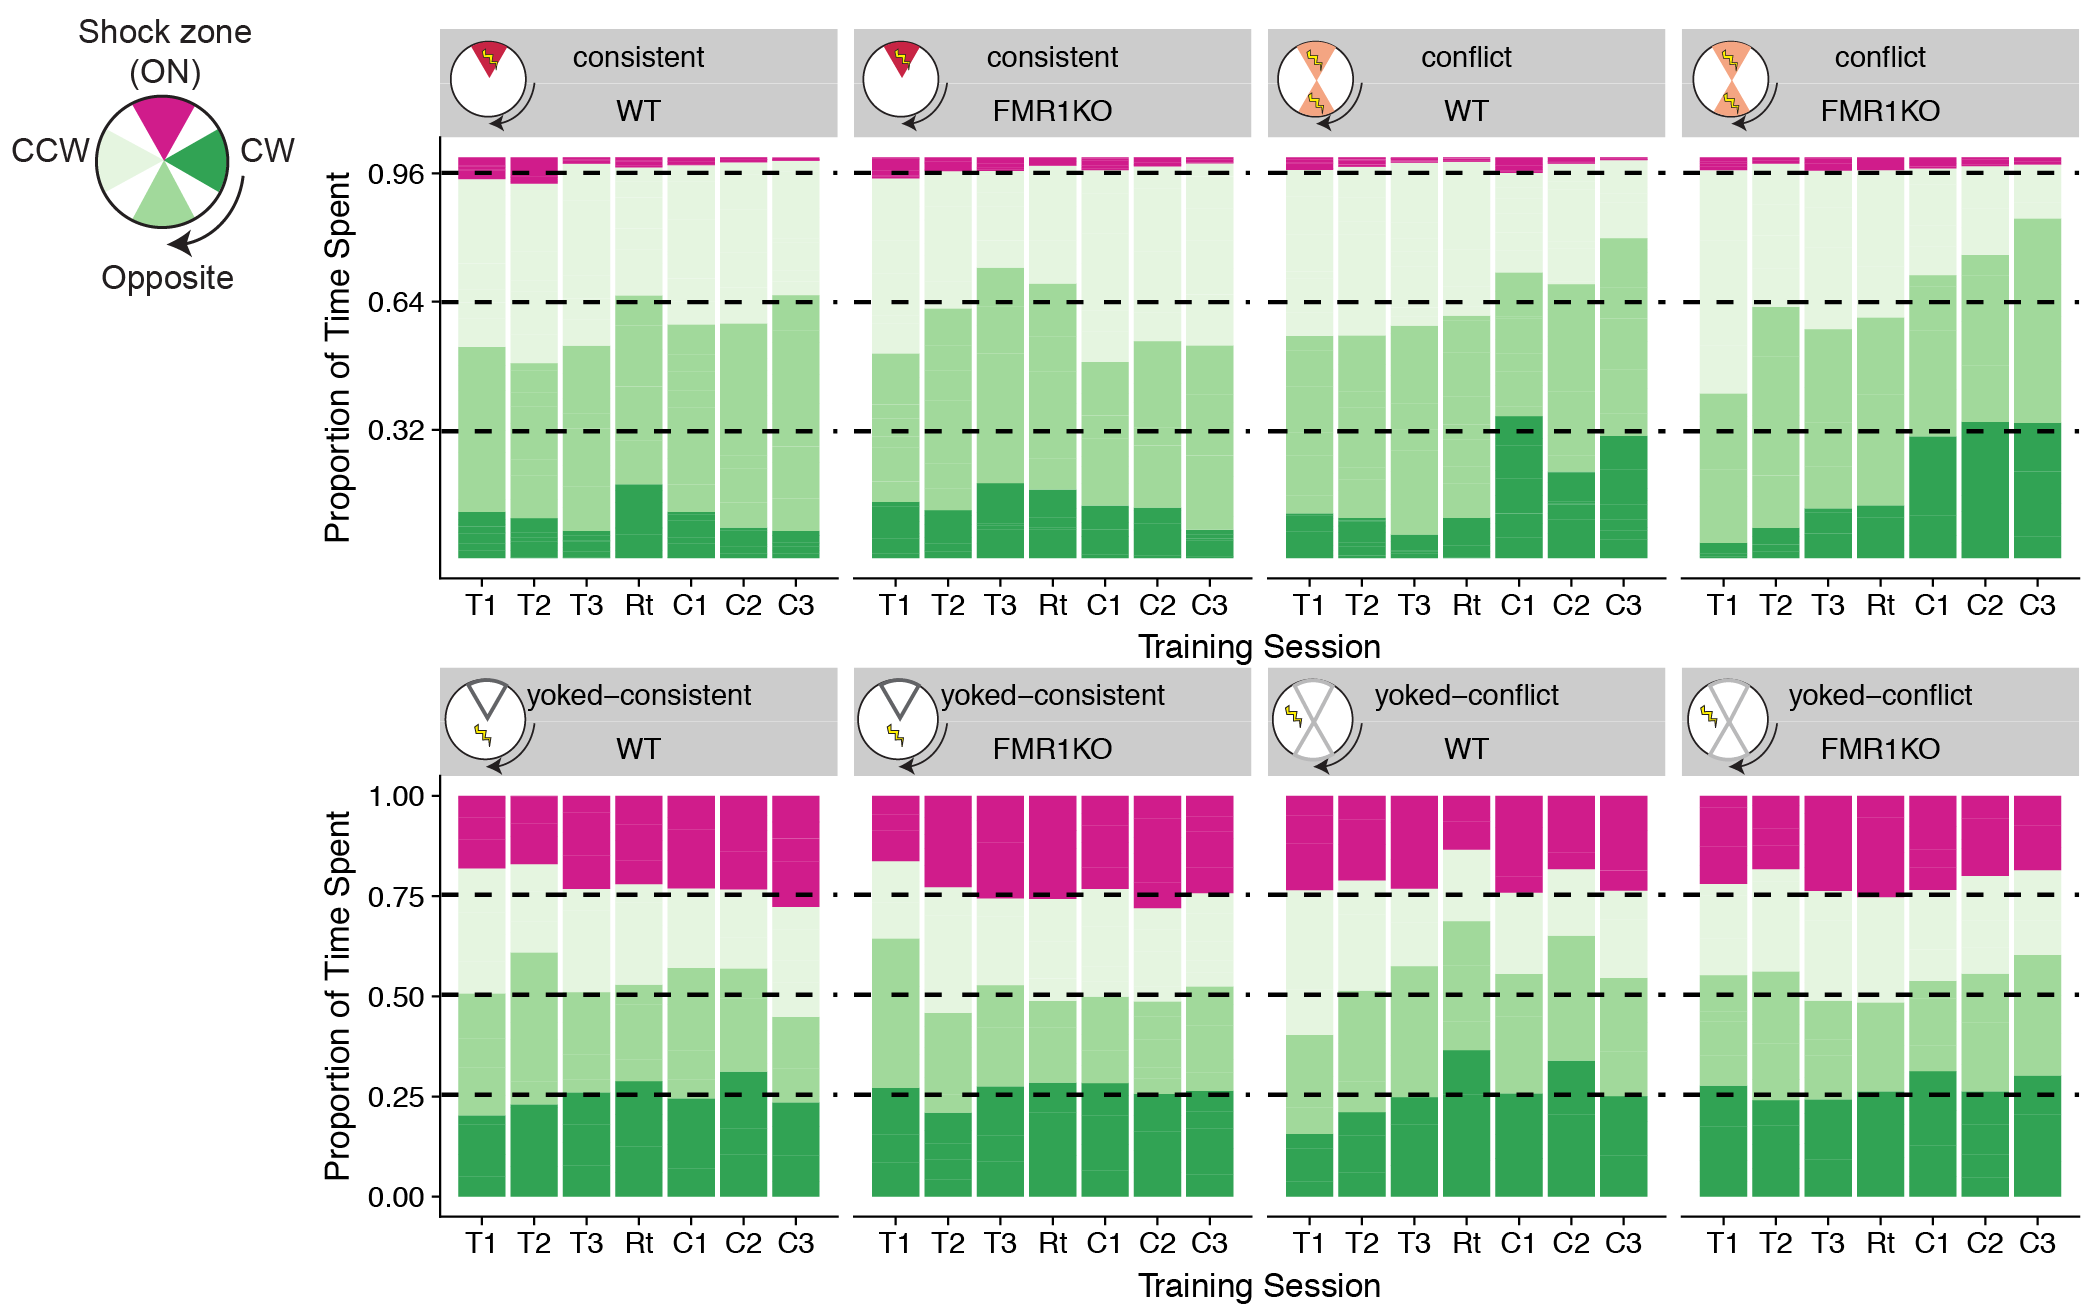 Shock zone
(ON)
CCW
CW
Opposite
consistent
WT
consistent
FMR1KO
conflict
WT
conflict
FMR1KO
Proportion of Time Spent
0.96
0.64
0.32
T1 T2 T3 Rt C1 C2 C3
T1 T2 T3 Rt C1 C2 C3
T1 T2 T3 Rt C1 C2 C3
T1 T2 T3 Rt C1 C2 C3
Training Session
yoked−consistent
WT
yoked−consistent
FMR1KO
yoked−conflict
WT
yoked−conflict
FMR1KO
Proportion of Time Spent
1.00
0.75
0.50
0.25
0.00
T1 T2 T3 Rt C1 C2 C3
T1 T2 T3 Rt C1 C2 C3
T1 T2 T3 Rt C1 C2 C3
T1 T2 T3 Rt C1 C2 C3
Training Session